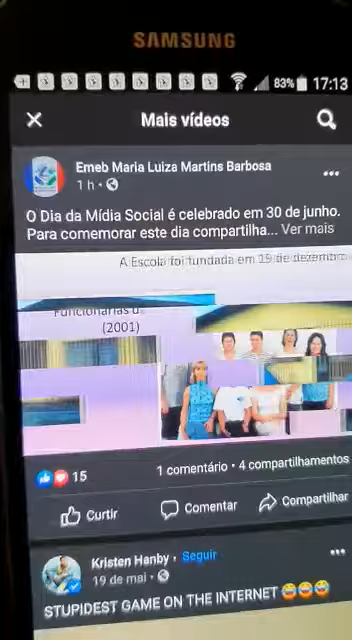 SAMSUNG
83% 17:13
Mais vídeos
Emeb Maria Luiza Martins Barbosa
1 h
O Dia da Mídia Social é celebrado em 30 de junho.
Para comemorar este dia compartilha... Ver mais
A Escola foi fundada em 19 de dezembro
Funcionárias d
(2001)
15
1 comentário • 4 compartilhamentos
Curtir
Comentar
Compartilhar
Kristen Hanby • Seguir
19 de mai
STUPIDEST GAME ON THE INTERNET 😂😂😂